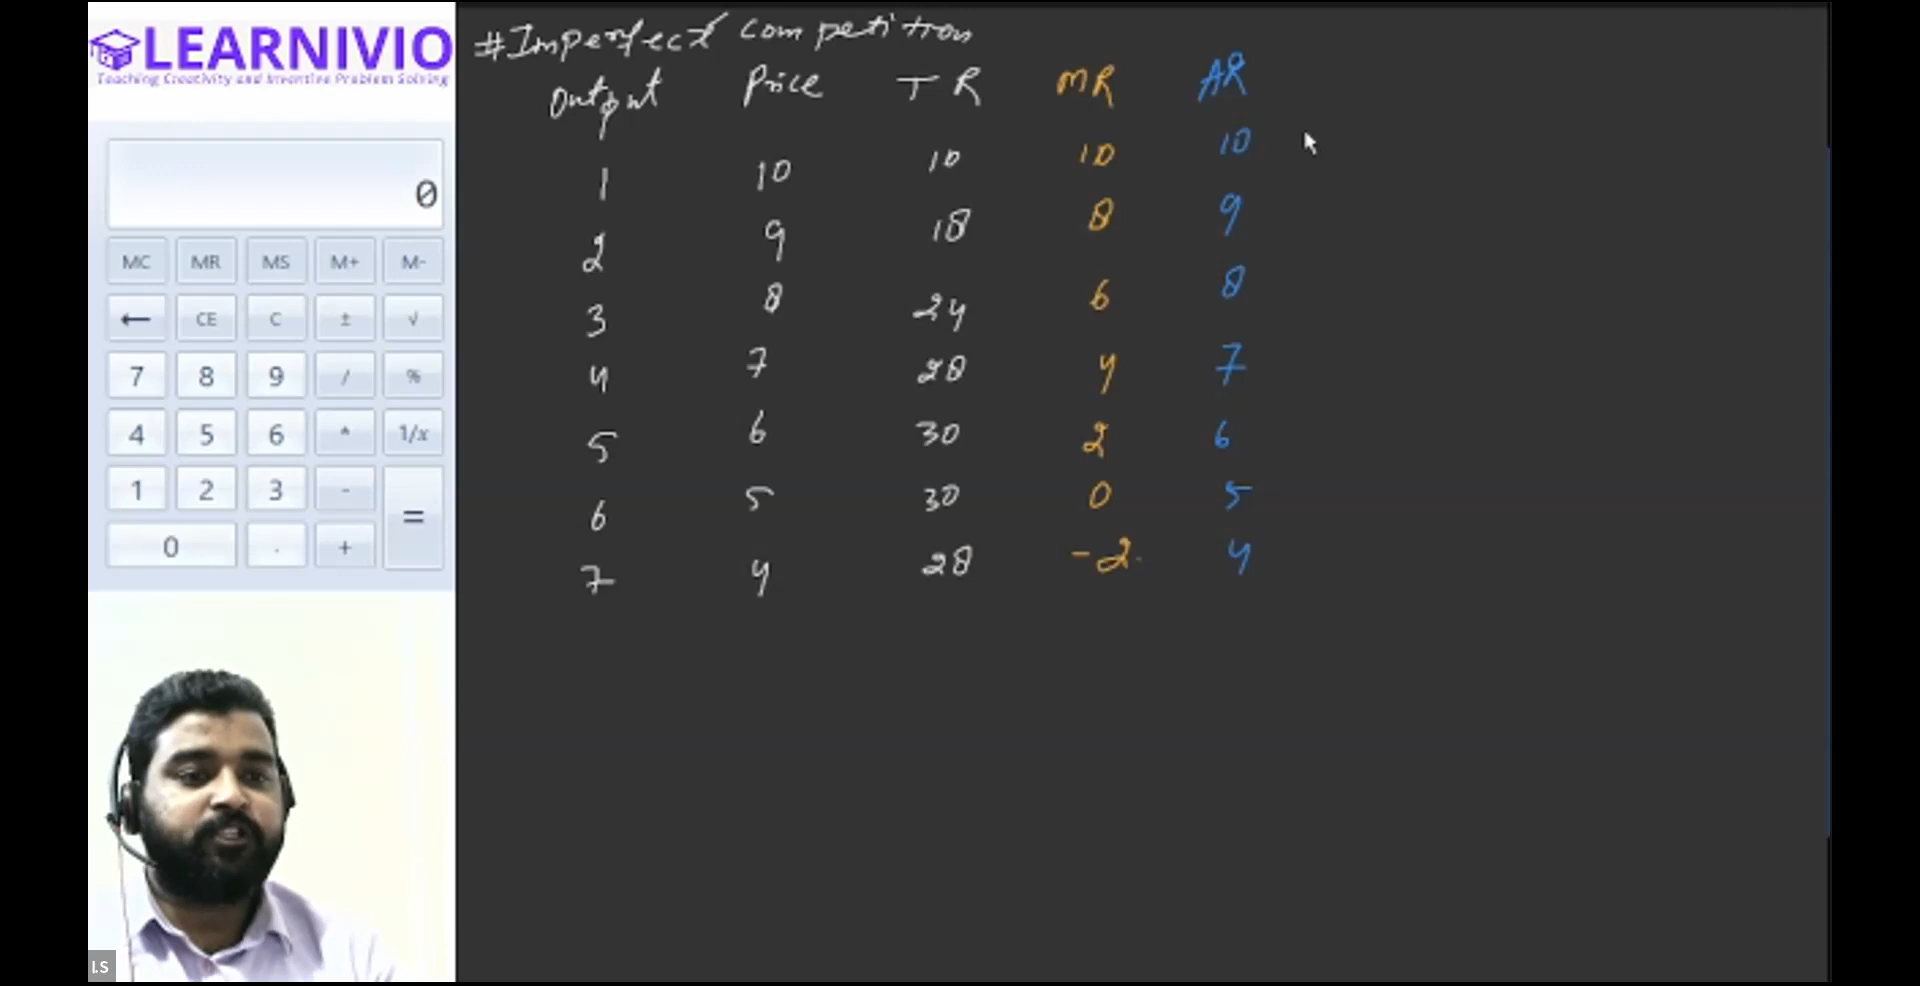 LEARNIVIO
Teaching Creativity and Inventive Problem Solving
0
MC MR MS M+ M-
← CE C ± √
7 8 9 / %
4 5 6 * 1/x
1 2 3 - =
0 . +
I.S
#Imperfect competition
Output Price TR MR AR
1 10 10 10 10
2 9 18 8 9
3 8 24 6 8
4 7 28 4 7
5 6 30 2 6
6 5 30 0 5
7 4 28 -2. 4